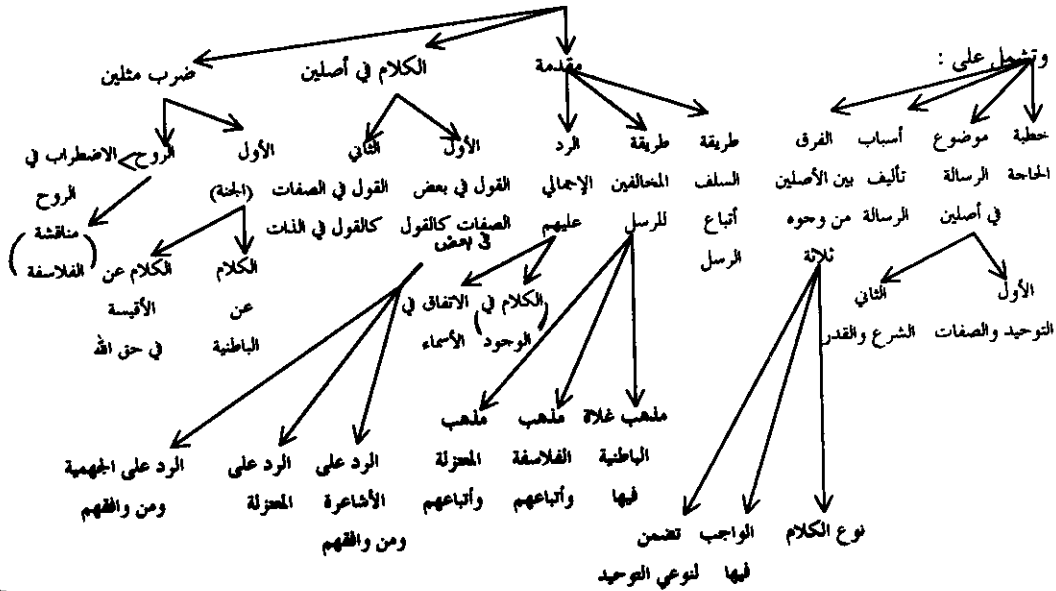 وتشمل على :
مقدمة
الكلام في أصلين
ضرب مثلين
خطبة
الحاجة
موضوع
الرسالة
في أصلين
أسباب
تأليف
الرسالة
الفرق
بين الأصلين
من وحوه
ثلاثة
طريقة
السلف
أتباع
الرسل
طريقة
المخالفين
للرسل
الرد
الإجمالي
عليهم
الأول
القول في بعض
الصفات كالقول
في بعض
الثاني
القول في الصفات
كالقول في الذات
الأول
(الجنة)
الروح
الاضطراب في
الروح
(مناقشة
الفلاسفة)
الأول
التوحيد والصفات
الثاني
الشرع والقدر
(الكلام في
الوجود)
الاتفاق في
الأسماء
الكلام
عن
الباطنية
الكلام عن
الأقيسة
في حق الله
مذهب غلاة
الباطنية
فيها
مذهب
الفلاسفة
وأتباعهم
مذهب
المعتزلة
وأتباعهم
الرد على
الأشاعرة
ومن وافقهم
الرد على
المعتزلة
الرد على الجهمية
ومن وافقهم
نوع الكلام
الواجب
فيها
تضمن
لنوعي التوحيد